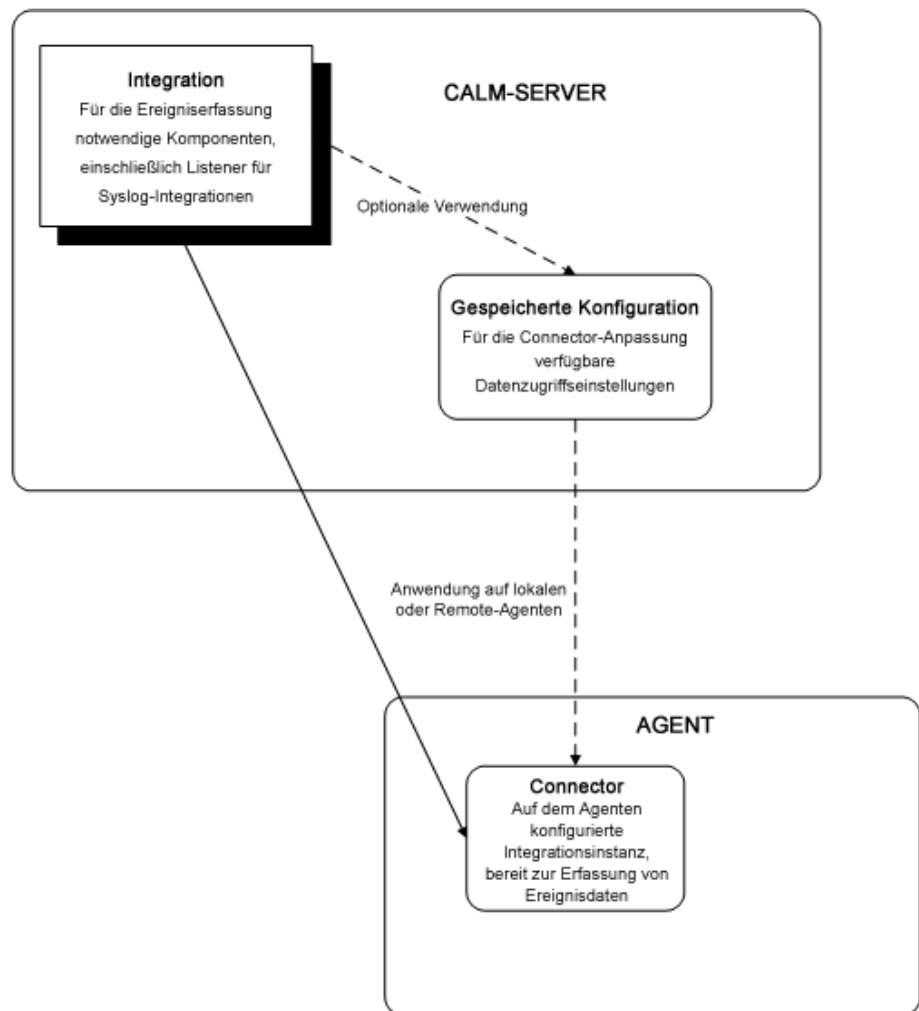 Integration
Für die Ereigniserfassung
notwendige Komponenten,
einschließlich Listener für
Syslog-Integrationen
CALM-SERVER
Optionale Verwendung
Gespeicherte Konfiguration
Für die Connector-Anpassung
verfügbare
Datenzugriffseinstellungen
Anwendung auf lokalen
oder Remote-Agenten
AGENT
Connector
Auf dem Agenten
konfigurierte
Integrationsinstanz,
bereit zur Erfassung von
Ereignisdaten